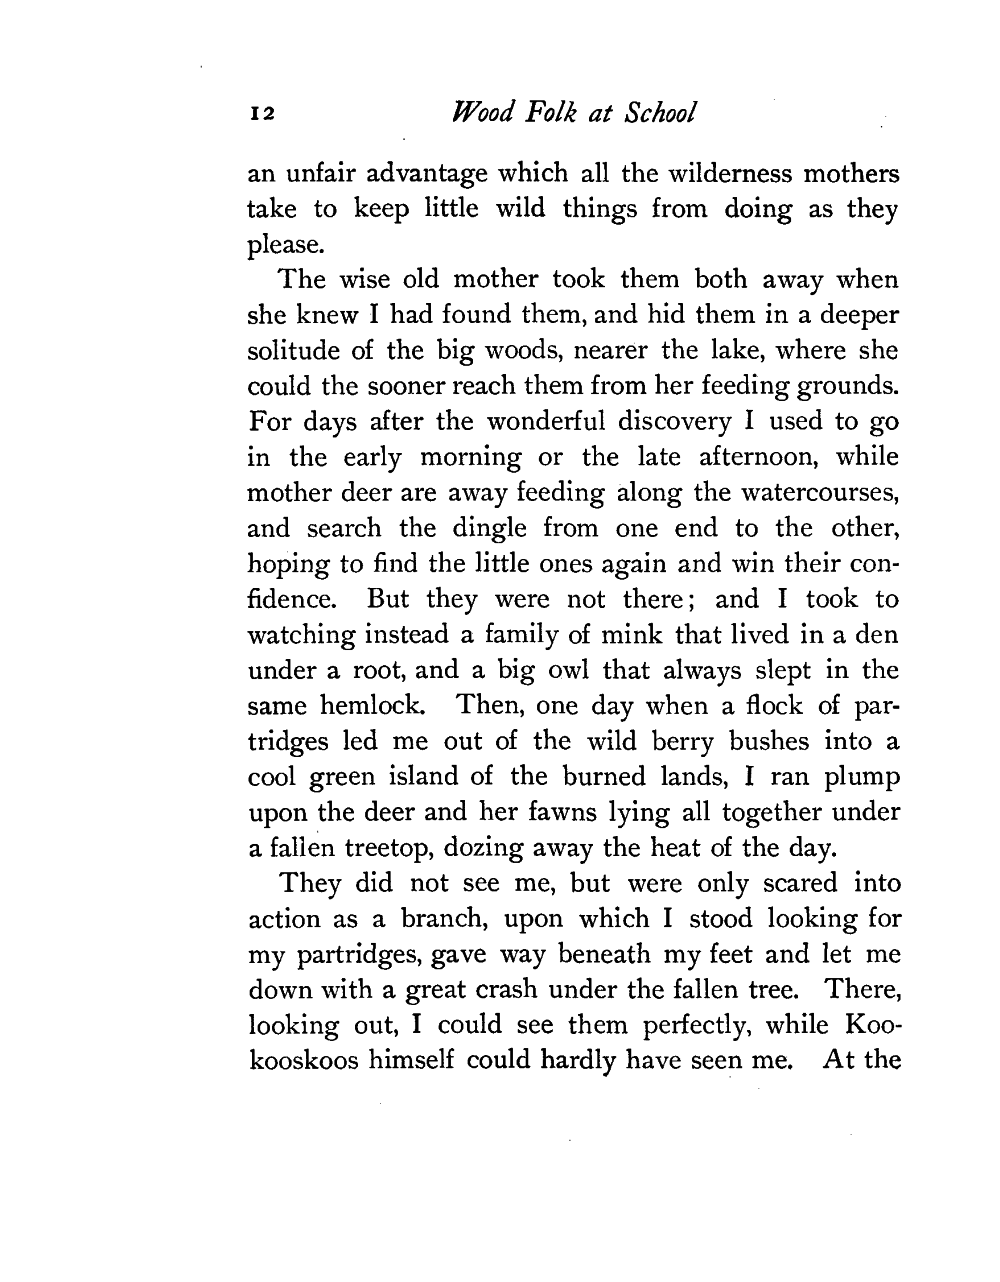 12 Wood Folk at School
an unfair advantage which all the wilderness mothers
take to keep little wild things from doing as they
please.
The wise old mother took them both away when
she knew I had found them, and hid them in a deeper
solitude of the big woods, nearer the lake, where she
could the sooner reach them from her feeding grounds.
For days after the wonderful discovery I used to go
in the early morning or the late afternoon, while
mother deer are away feeding along the watercourses,
and search the dingle from one end to the other,
hoping to find the little ones again and win their con-
fidence. But they were not there; and I took to
watching instead a family of mink that lived in a den
under a root, and a big owl that always slept in the
same hemlock. Then, one day when a flock of par-
tridges led me out of the wild berry bushes into a
cool green island of the burned lands, I ran plump
upon the deer and her fawns lying all together under
a fallen treetop, dozing away the heat of the day.
They did not see me, but were only scared into
action as a branch, upon which I stood looking for
my partridges, gave way beneath my feet and let me
down with a great crash under the fallen tree. There,
looking out, I could see them perfectly, while Koo-
kooskoos himself could hardly have seen me. At the